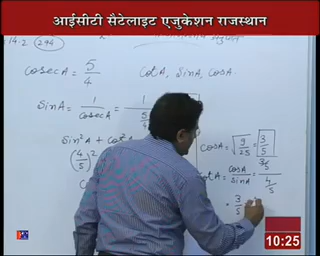 आईसीटी सैटेलाइट एजुकेशन राजस्थान
14.2 294
cosec A = 5/4
Cot A, Sin A, Cos A
Sin A = 1/cosec A = 1/(5/4)
Sin²A + Cos²A
(4/5)²
Cos A = √(9/25) = 3/5
Cot A = Cos A/Sin A = (3/5)/(4/5)
= 3/5
10:25